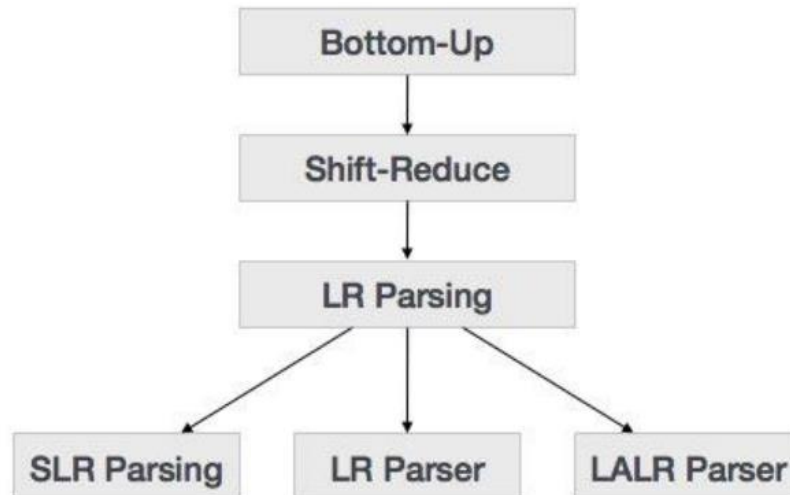 Bottom-Up
Shift-Reduce
LR Parsing
SLR Parsing
LR Parser
LALR Parser